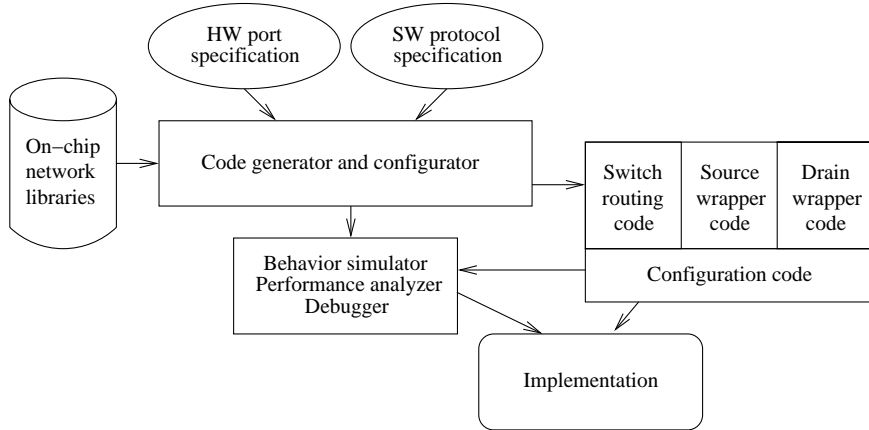 HW port
specification
SW protocol
specification
On−chip
network
libraries
Code generator and configurator
Switch
routing
code
Source
wrapper
code
Drain
wrapper
code
Behavior simulator
Performance analyzer
Debugger
Configuration code
Implementation